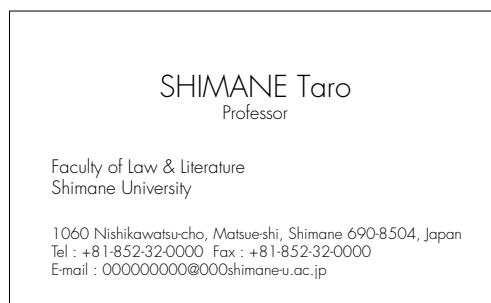 SHIMANE Taro
Professor
Faculty of Law & Literature
Shimane University
1060 Nishikawatsu-cho, Matsue-shi, Shimane 690-8504, Japan
Tel : +81-852-32-0000  Fax : +81-852-32-0000
E-mail : 000000000@000shimane-u.ac.jp